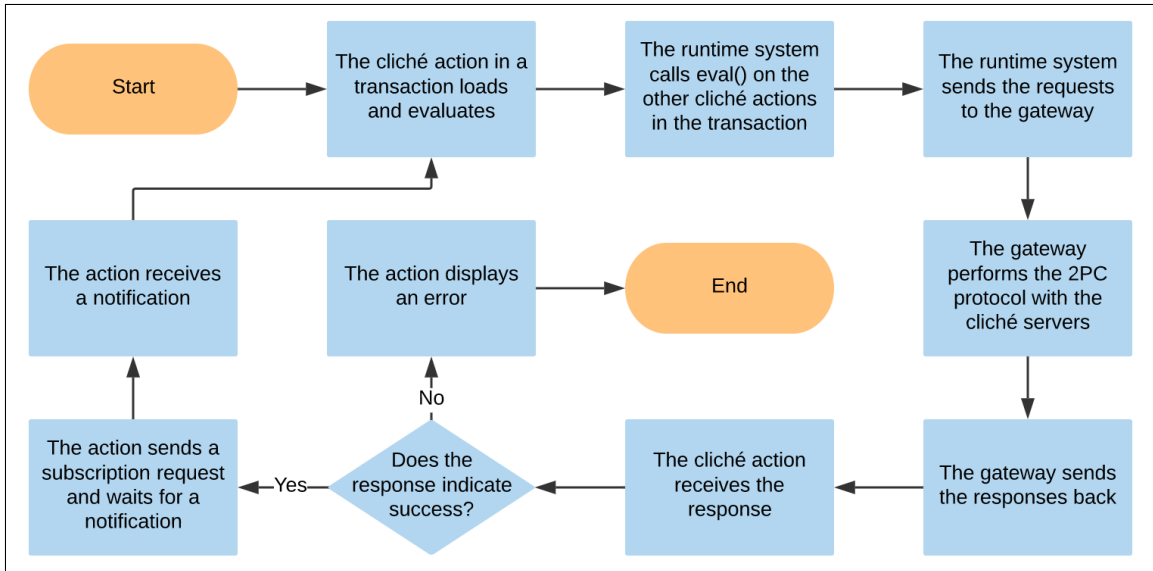 Start
The cliché action in a
transaction loads
and evaluates
The runtime system
calls eval() on the
other cliché actions
in the transaction
The runtime system
sends the requests
to the gateway
The gateway
performs the 2PC
protocol with the
cliché servers
The gateway sends
the responses back
The cliché action
receives the
response
Does the
response indicate
success?
No
The action displays
an error
End
Yes
The action sends a
subscription request
and waits for a
notification
The action receives
a notification